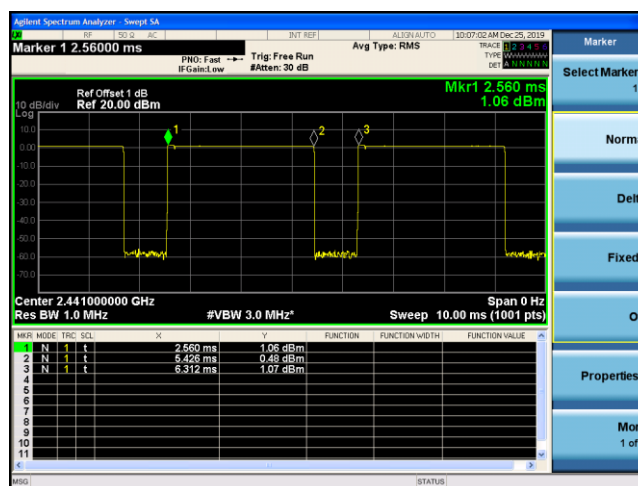 Agilent Spectrum Analyzer - Swept SA
RF 50 Ω AC INT REF ALIGN AUTO 10:07:02 AM Dec 25, 2019
Marker 1 2.56000 ms
PNO: Fast
IFGain:Low
Trig: Free Run
#Atten: 30 dB
Avg Type: RMS
TRACE 1 2 3 4 5 6
TYPE
DET A N N N N N
Mkr1 2.560 ms
1.06 dBm
Ref Offset 1 dB
10 dB/div Ref 20.00 dBm
Log
1 2 3
10.0
0.00
-10.0
-20.0
-30.0
-40.0
-50.0
-60.0
-70.0
Center 2.441000000 GHz Span 0 Hz
Res BW 1.0 MHz #VBW 3.0 MHz* Sweep 10.00 ms (1001 pts)
MKR MODE TRC SCL X Y FUNCTION FUNCTION WIDTH FUNCTION VALUE
1 N 1 t 2.560 ms 1.06 dBm
2 N 1 t 5.426 ms 0.48 dBm
3 N 1 t 6.312 ms 1.07 dBm
4
5
6
7
8
9
10
11
MSG STATUS
Marker
Select Marker
1
Norma
Delt
Fixed
O
Properties
Mor
1 of